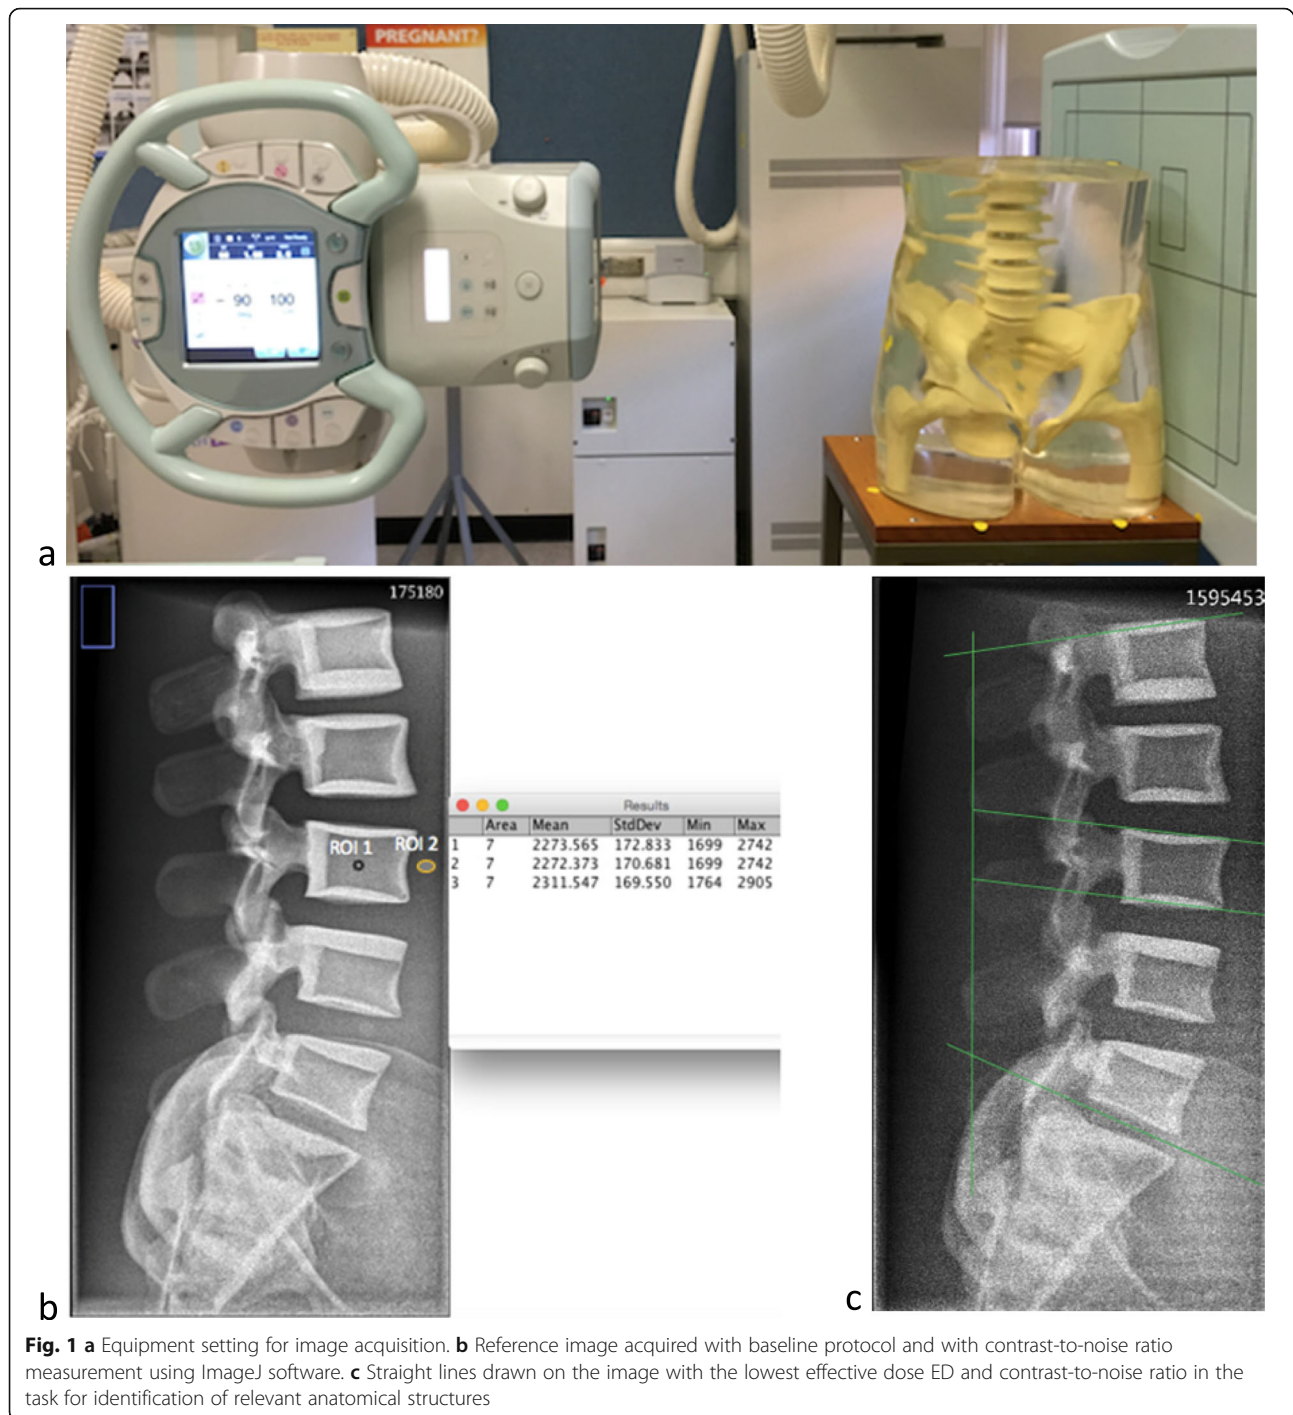 PREGNANT?
90 100
a
175180
1595453
ROI 1 ROI 2
Results
Area Mean StdDev Min Max
1 7 2273.565 172.833 1699 2742
2 7 2272.373 170.681 1699 2742
3 7 2311.547 169.550 1764 2905
b
c
Fig. 1 a Equipment setting for image acquisition. b Reference image acquired with baseline protocol and with contrast-to-noise ratio
measurement using ImageJ software. c Straight lines drawn on the image with the lowest effective dose ED and contrast-to-noise ratio in the
task for identification of relevant anatomical structures